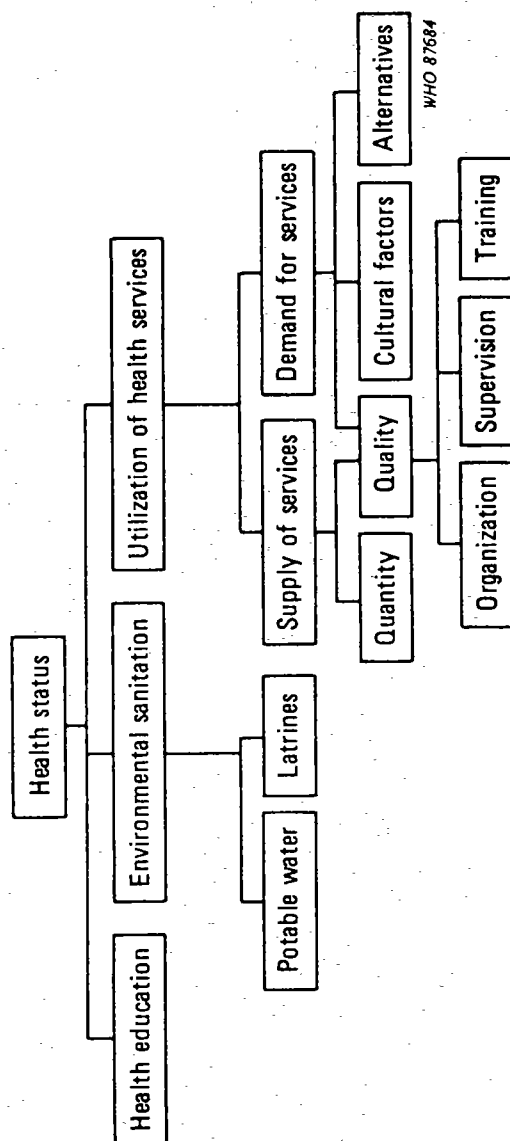 Health status
Health education
Environmental sanitation
Utilization of health services
Potable water
Latrines
Supply of services
Demand for services
Quantity
Quality
Cultural factors
Alternatives
Organization
Supervision
Training
WHO 87684